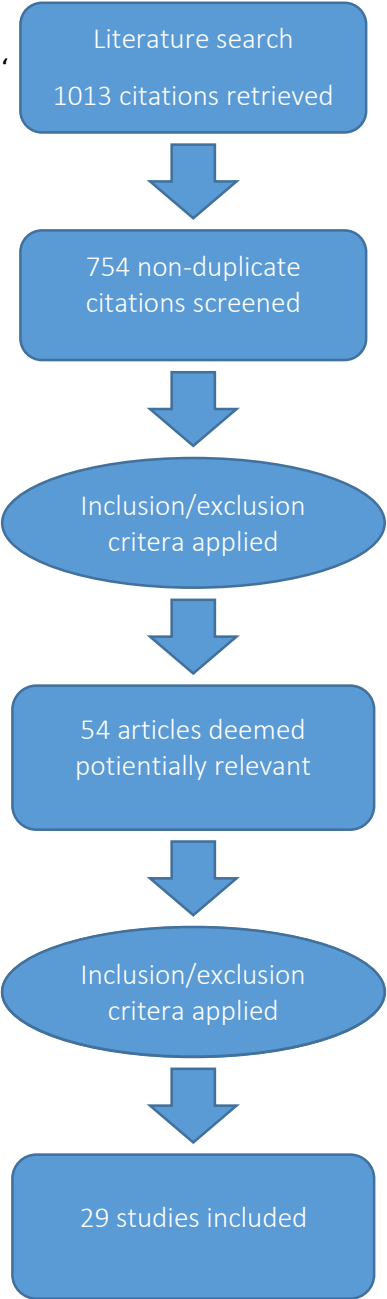 Literature search
‘
1013 citations retrieved
754 non-duplicate
citations screened
Inclusion/exclusion
critera applied
54 articles deemed
potientially relevant
Inclusion/exclusion
critera applied
29 studies included